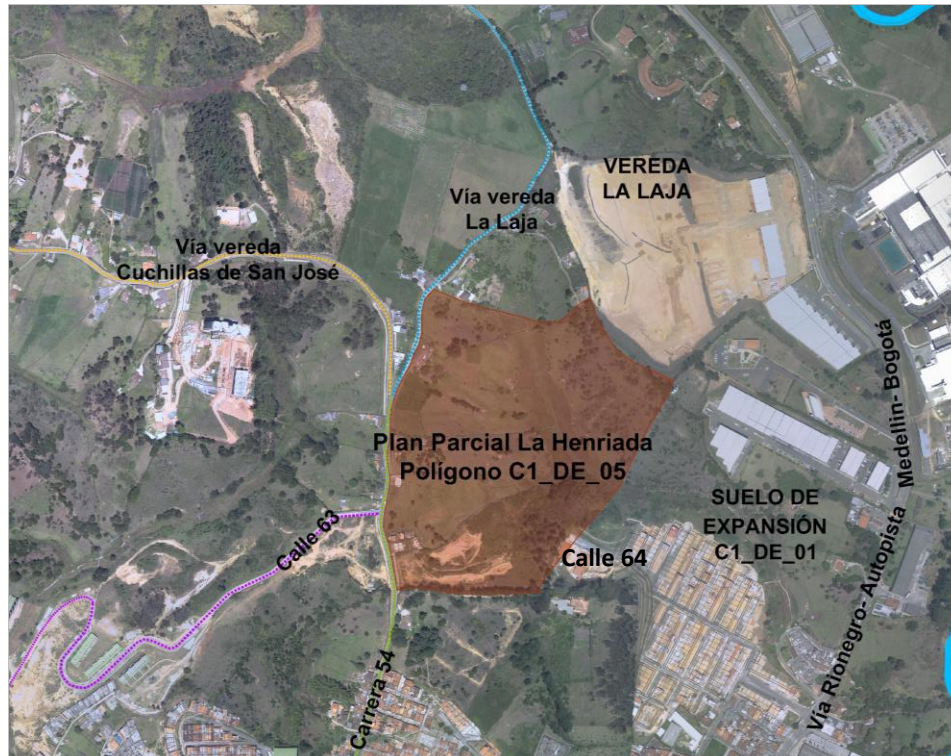 VEREDA
LA LAJA
Vía vereda
La Laja
Vía vereda
Cuchillas de San José
Plan Parcial La Henriada
Polígono C1_DE_05
SUELO DE
EXPANSIÓN
C1_DE_01
Calle 63
Calle 64
Carrera 54
Vía Rionegro- Autopista Medellin- Bogotá